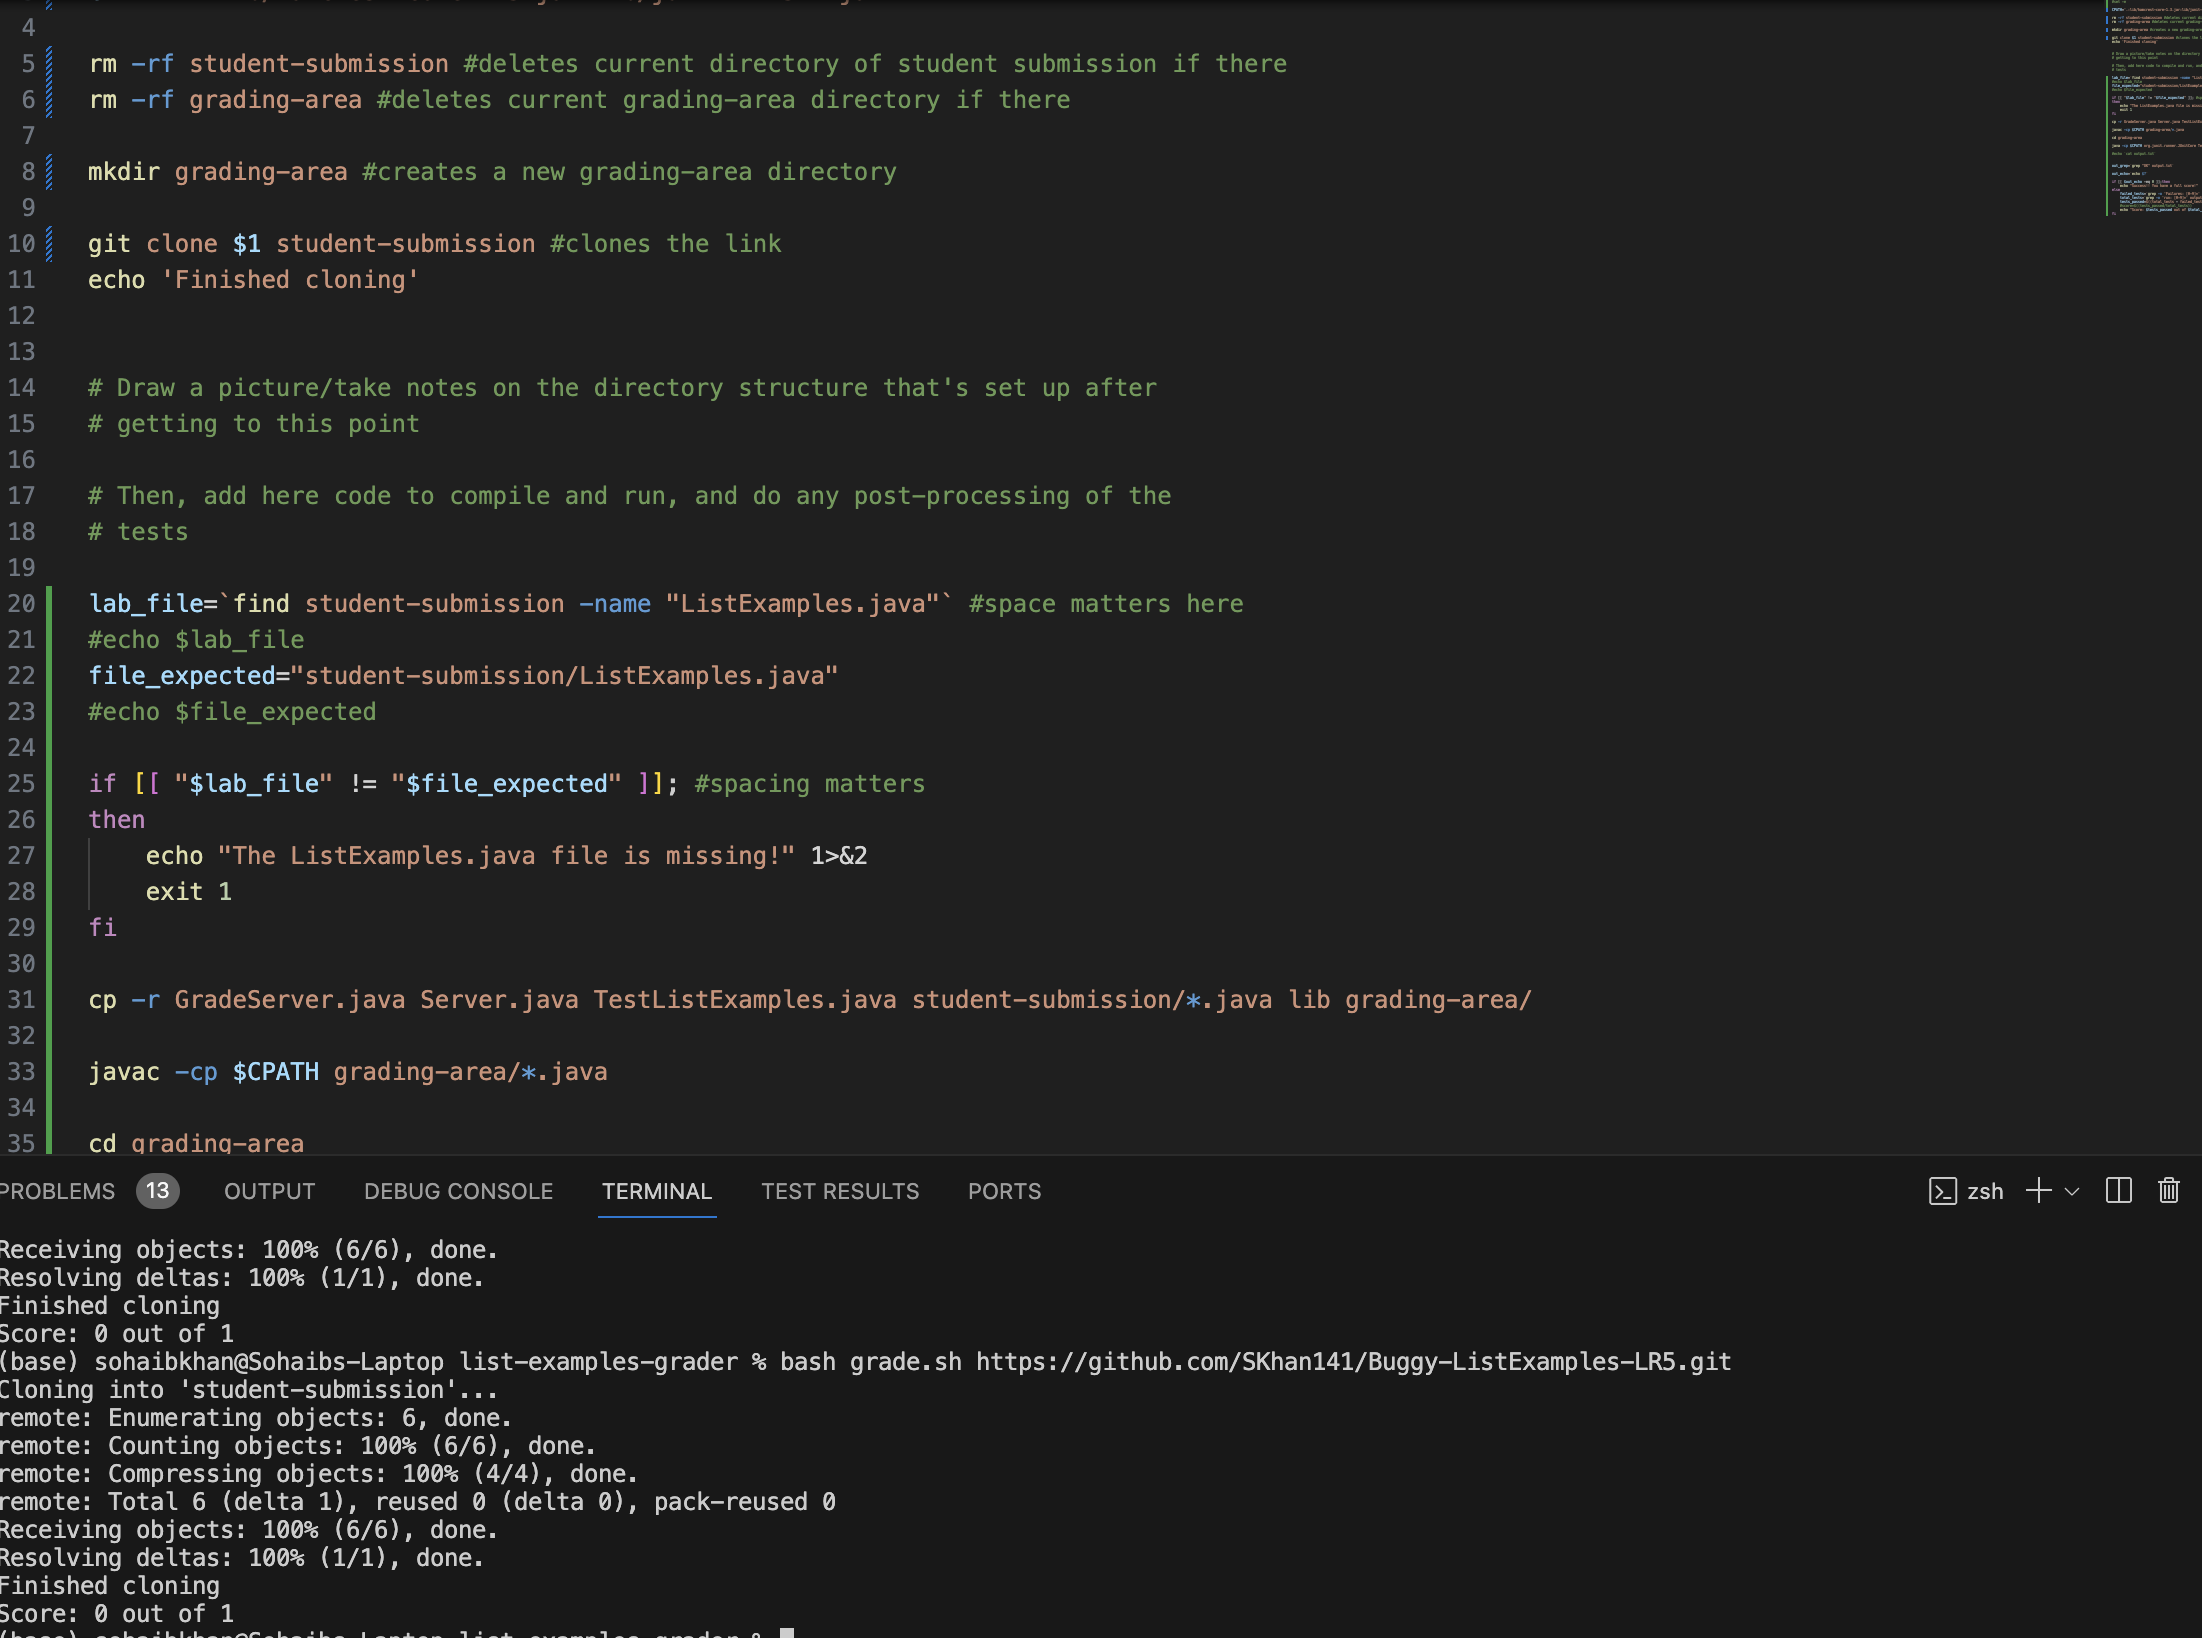 4
5 rm -rf student-submission #deletes current directory of student submission if there
6 rm -rf grading-area #deletes current grading-area directory if there
7
8 mkdir grading-area #creates a new grading-area directory
9
10 git clone $1 student-submission #clones the link
11 echo 'Finished cloning'
12
13
14 # Draw a picture/take notes on the directory structure that's set up after
15 # getting to this point
16
17 # Then, add here code to compile and run, and do any post-processing of the
18 # tests
19
20 lab_file=`find student-submission -name "ListExamples.java"` #space matters here
21 #echo $lab_file
22 file_expected="student-submission/ListExamples.java"
23 #echo $file_expected
24
25 if [[ "$lab_file" != "$file_expected" ]]; #spacing matters
26 then
27     echo "The ListExamples.java file is missing!" 1>&2
28     exit 1
29 fi
30
31 cp -r GradeServer.java Server.java TestListExamples.java student-submission/*.java lib grading-area/
32
33 javac -cp $CPATH grading-area/*.java
34
35 cd grading-area
PROBLEMS 13 OUTPUT DEBUG CONSOLE TERMINAL TEST RESULTS PORTS zsh
Receiving objects: 100% (6/6), done.
Resolving deltas: 100% (1/1), done.
Finished cloning
Score: 0 out of 1
(base) sohaibkhan@Sohaibs-Laptop list-examples-grader % bash grade.sh https://github.com/SKhan141/Buggy-ListExamples-LR5.git
Cloning into 'student-submission'...
remote: Enumerating objects: 6, done.
remote: Counting objects: 100% (6/6), done.
remote: Compressing objects: 100% (4/4), done.
remote: Total 6 (delta 1), reused 0 (delta 0), pack-reused 0
Receiving objects: 100% (6/6), done.
Resolving deltas: 100% (1/1), done.
Finished cloning
Score: 0 out of 1
(base) sohaibkhan@Sohaibs-Laptop list-examples-grader %